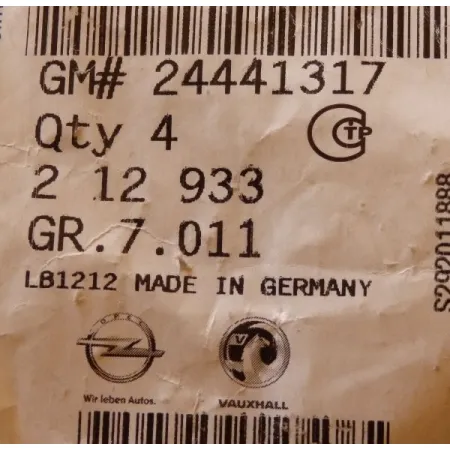 GM# 24441317
Qty 4
2 12 933
GR.7.011
LB1212 MADE IN GERMANY
S292011888
OPEL
Wir leben Autos.
V
VAUXHALL